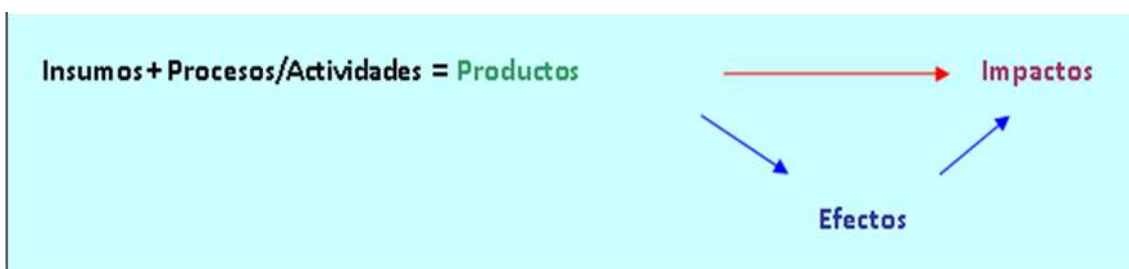 Insumos + Procesos/Actividades = Productos Impactos
Efectos